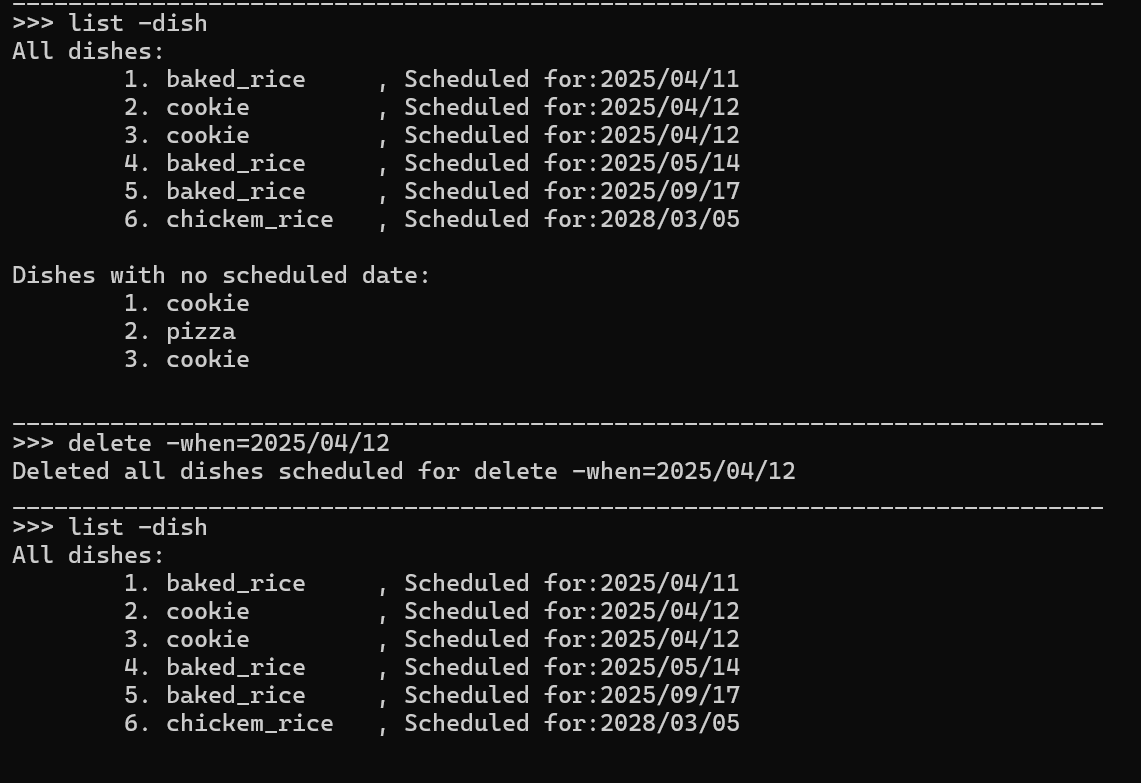 ________________________________________________________________________________
>>> list -dish
All dishes:
        1. baked_rice     , Scheduled for:2025/04/11
        2. cookie         , Scheduled for:2025/04/12
        3. cookie         , Scheduled for:2025/04/12
        4. baked_rice     , Scheduled for:2025/05/14
        5. baked_rice     , Scheduled for:2025/09/17
        6. chickem_rice   , Scheduled for:2028/03/05

Dishes with no scheduled date:
        1. cookie
        2. pizza
        3. cookie

______________________________________________________________________________
>>> delete -when=2025/04/12
Deleted all dishes scheduled for delete -when=2025/04/12
______________________________________________________________________________
>>> list -dish
All dishes:
        1. baked_rice     , Scheduled for:2025/04/11
        2. cookie         , Scheduled for:2025/04/12
        3. cookie         , Scheduled for:2025/04/12
        4. baked_rice     , Scheduled for:2025/05/14
        5. baked_rice     , Scheduled for:2025/09/17
        6. chickem_rice   , Scheduled for:2028/03/05